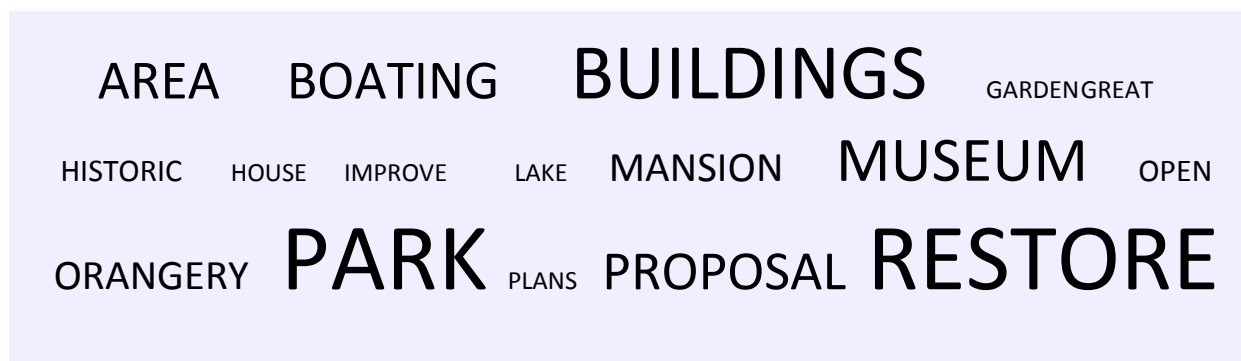 AREA BOATING BUILDINGS GARDENGREAT
HISTORIC HOUSE IMPROVE LAKE MANSION MUSEUM OPEN
ORANGERY PARK PLANS PROPOSAL RESTORE